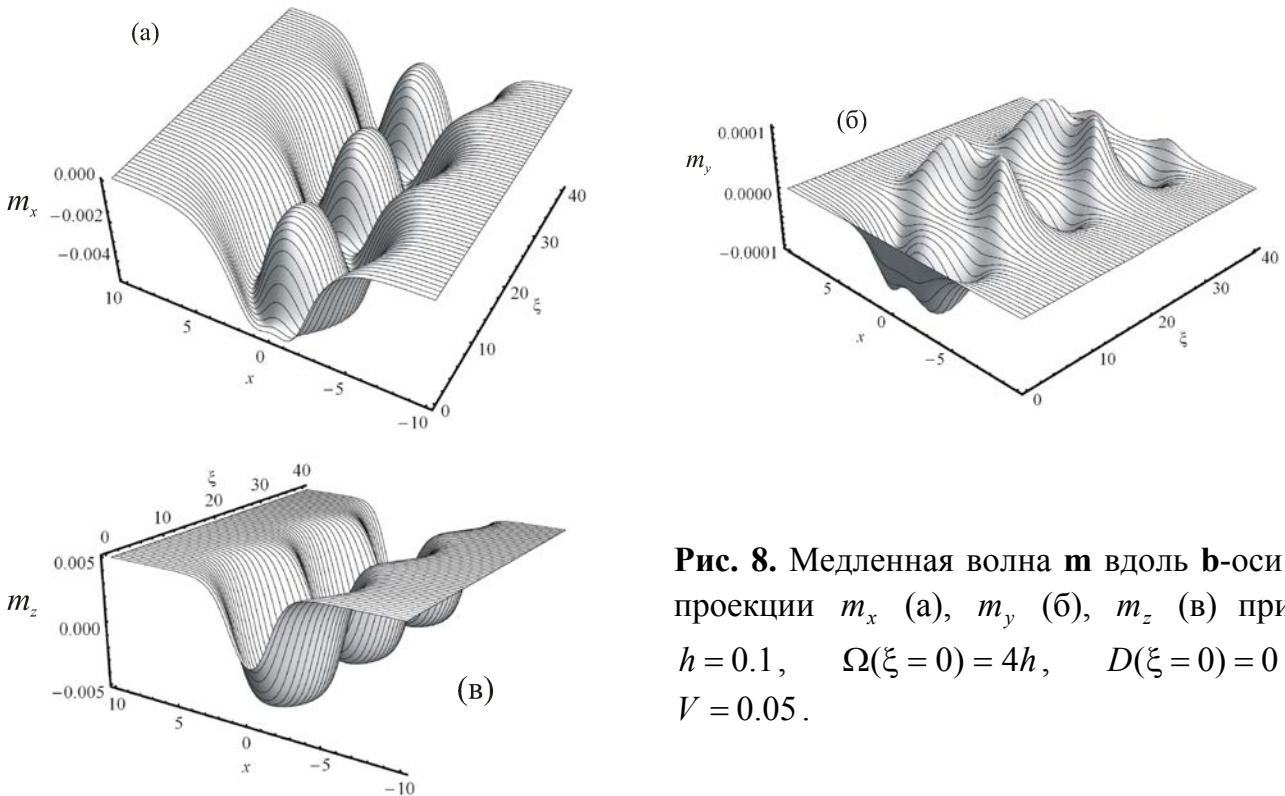 (а)
0.000
m_x
−0.002
−0.004
10
5
0
−5
−10
x
0
10
20
30
40
ξ
(б)
0.0001
m_y
0.0000
−0.0001
5
0
−5
x
0
10
20
30
40
ξ
ξ
0
10
20
30
40
0.005
m_z
0.000
−0.005
10
5
0
−5
−10
x
(в)
Рис. 8. Медленная волна m вдоль b-оси
проекции m_x (а), m_y (б), m_z (в) при
h = 0.1, Ω(ξ = 0) = 4h, D(ξ = 0) = 0
V = 0.05.